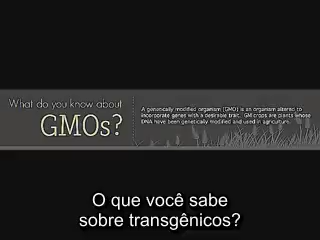 What do you know about
GMOs?
A genetically modified organism (GMO) is an organism altered to
incorporate genes with a desirable trait. GM crops are plants whose
DNA have been genetically modified and used in agriculture.
O que você sabe
sobre transgênicos?